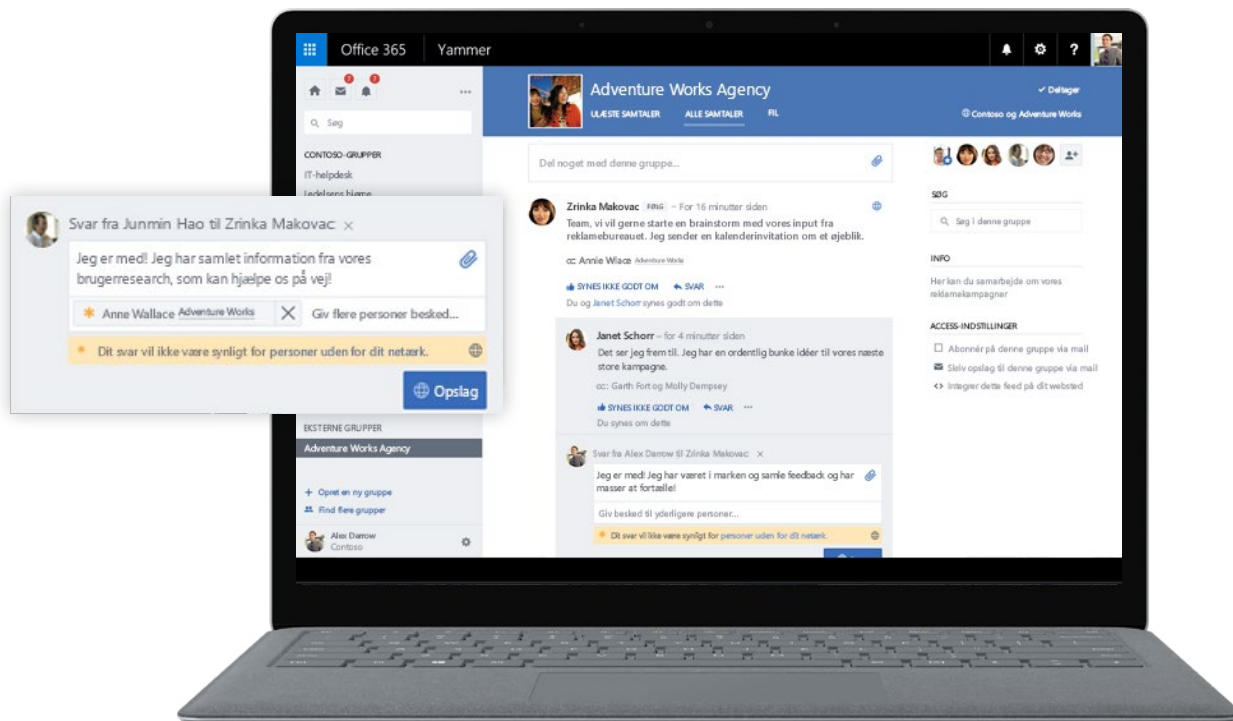 Office 365
Yammer
?
7
7
Søg
CONTOSO-GRUPPER
IT-helpdesk
Ledelsens hjørne
EKSTERNE GRUPPER
Adventure Works Agency
+ Opret en ny gruppe
Find flere grupper
Alex Darrow
Contoso
Adventure Works Agency
ULÆSTE SAMTALER
ALLE SAMTALER
FIL
Deltager
Contoso og Adventure Works
Del noget med denne gruppe...
Zrinka Makovac FØLG – For 16 minutter siden
Team, vi vil gerne starte en brainstorm med vores input fra
reklamebureauet. Jeg sender en kalenderinvitation om et øjeblik.
cc: Annie Wlace Adventure Works
SYNES IKKE GODT OM SVAR ...
Du og Janet Schorr synes godt om dette
Janet Schorr – for 4 minutter siden
Det ser jeg frem til. Jeg har en ordentlig bunke idéer til vores næste
store kampagne.
cc: Garth Fort og Molly Dempsey
SYNES IKKE GODT OM SVAR ...
Du synes om dette
Svar fra Alex Darrow til Zrinka Makovac ×
Jeg er med! Jeg har været i marken og samle feedback og har
masser at fortælle!
Giv besked til yderligere personer...
* Dit svar vil ikke være synligt for personer uden for dit netærk.
SØG
Søg i denne gruppe
INFO
Her kan du samarbejde om vores
reklamekampagner
ACCESS-INDSTILLINGER
Abonnér på denne gruppe via mail
Skriv opslag til denne gruppe via mail
<> Integrer dette feed på dit websted
Svar fra Junmin Hao til Zrinka Makovac ×
Jeg er med! Jeg har samlet information fra vores
brugerresearch, som kan hjælpe os på vej!
* Anne Wallace Adventure Works × Giv flere personer besked...
* Dit svar vil ikke være synligt for personer uden for dit netærk.
Opslag